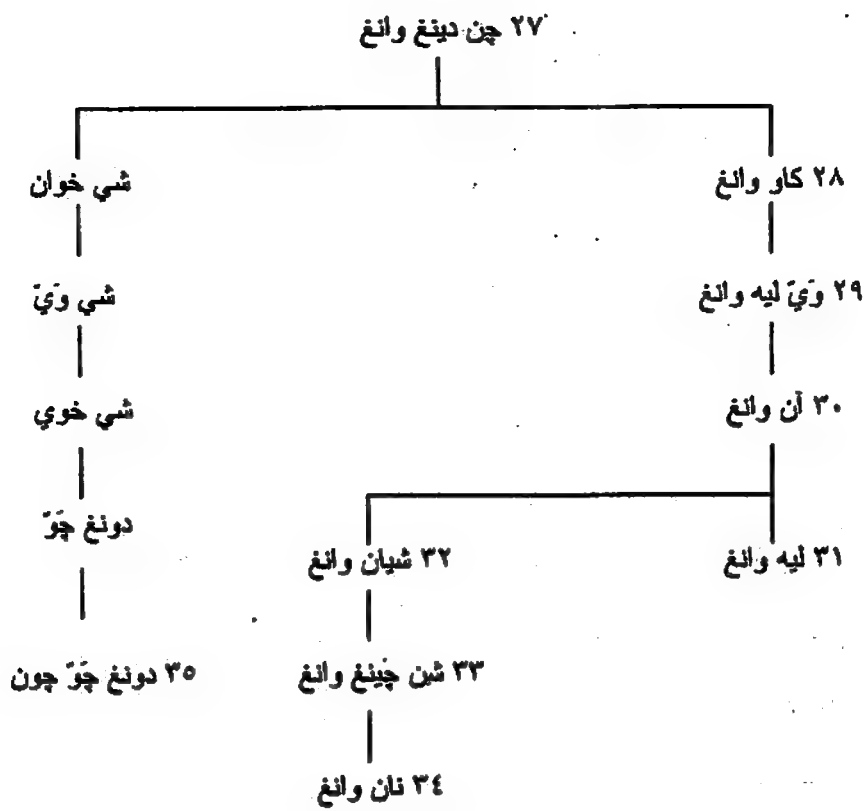 ٢٧ چن دينغ وانغ
٢٨ كاو وانغ
شي خوان
٢٩ وَيّ ليه وانغ
شي وَيّ
٣٠ آن وانغ
شي خوي
دونغ چَوّ
٣١ ليه وانغ
٣٢ شيان وانغ
٣٣ شن چينغ وانغ
٣٥ دونغ چَوّ چون
٣٤ نان وانغ